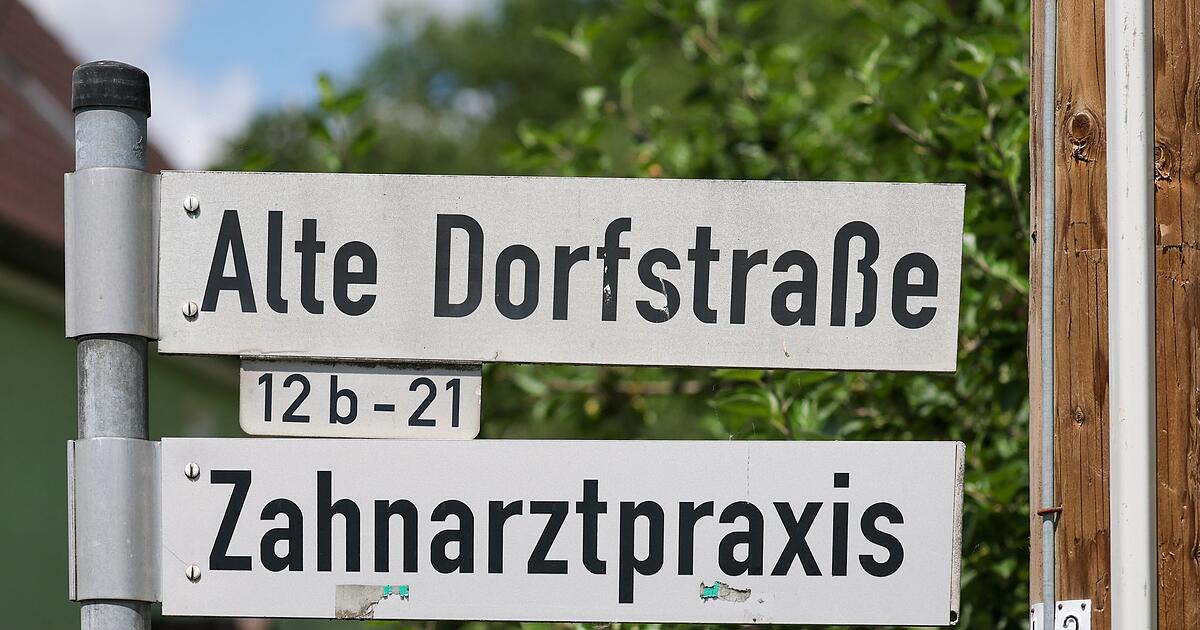 Alte Dorfstraße
12 b - 21
Zahnarztpraxis